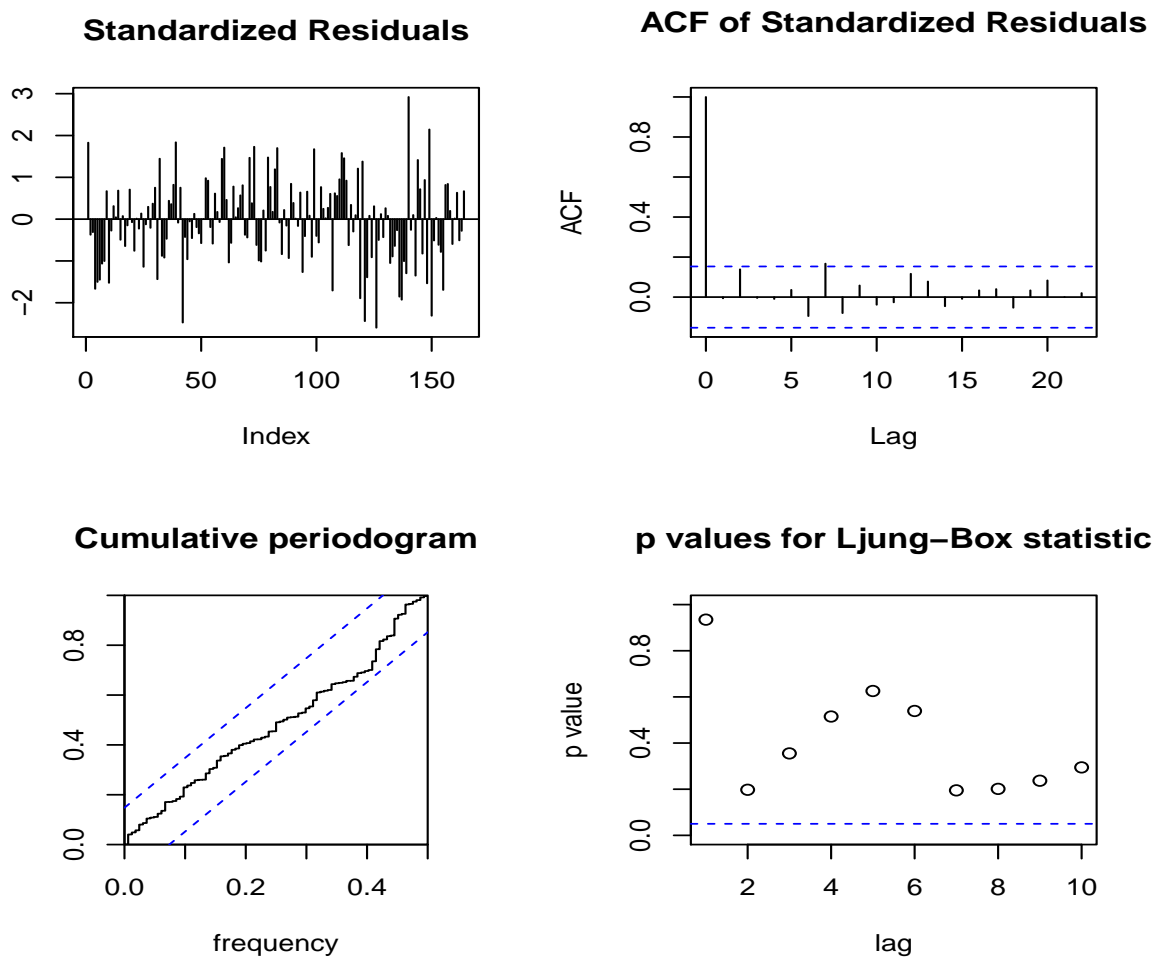 Standardized Residuals
3
2
1
0
−2
0 50 100 150
Index
ACF of Standardized Residuals
ACF
0.8
0.4
0.0
0 5 10 15 20
Lag
Cumulative periodogram
0.8
0.4
0.0
0.0 0.2 0.4
frequency
p values for Ljung−Box statistic
p value
0.8
0.4
0.0
2 4 6 8 10
lag